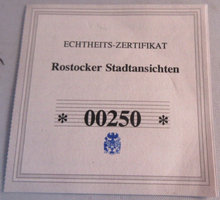 ECHTHEITS-ZERTIFIKAT
Rostocker Stadtansichten
* 00250 *